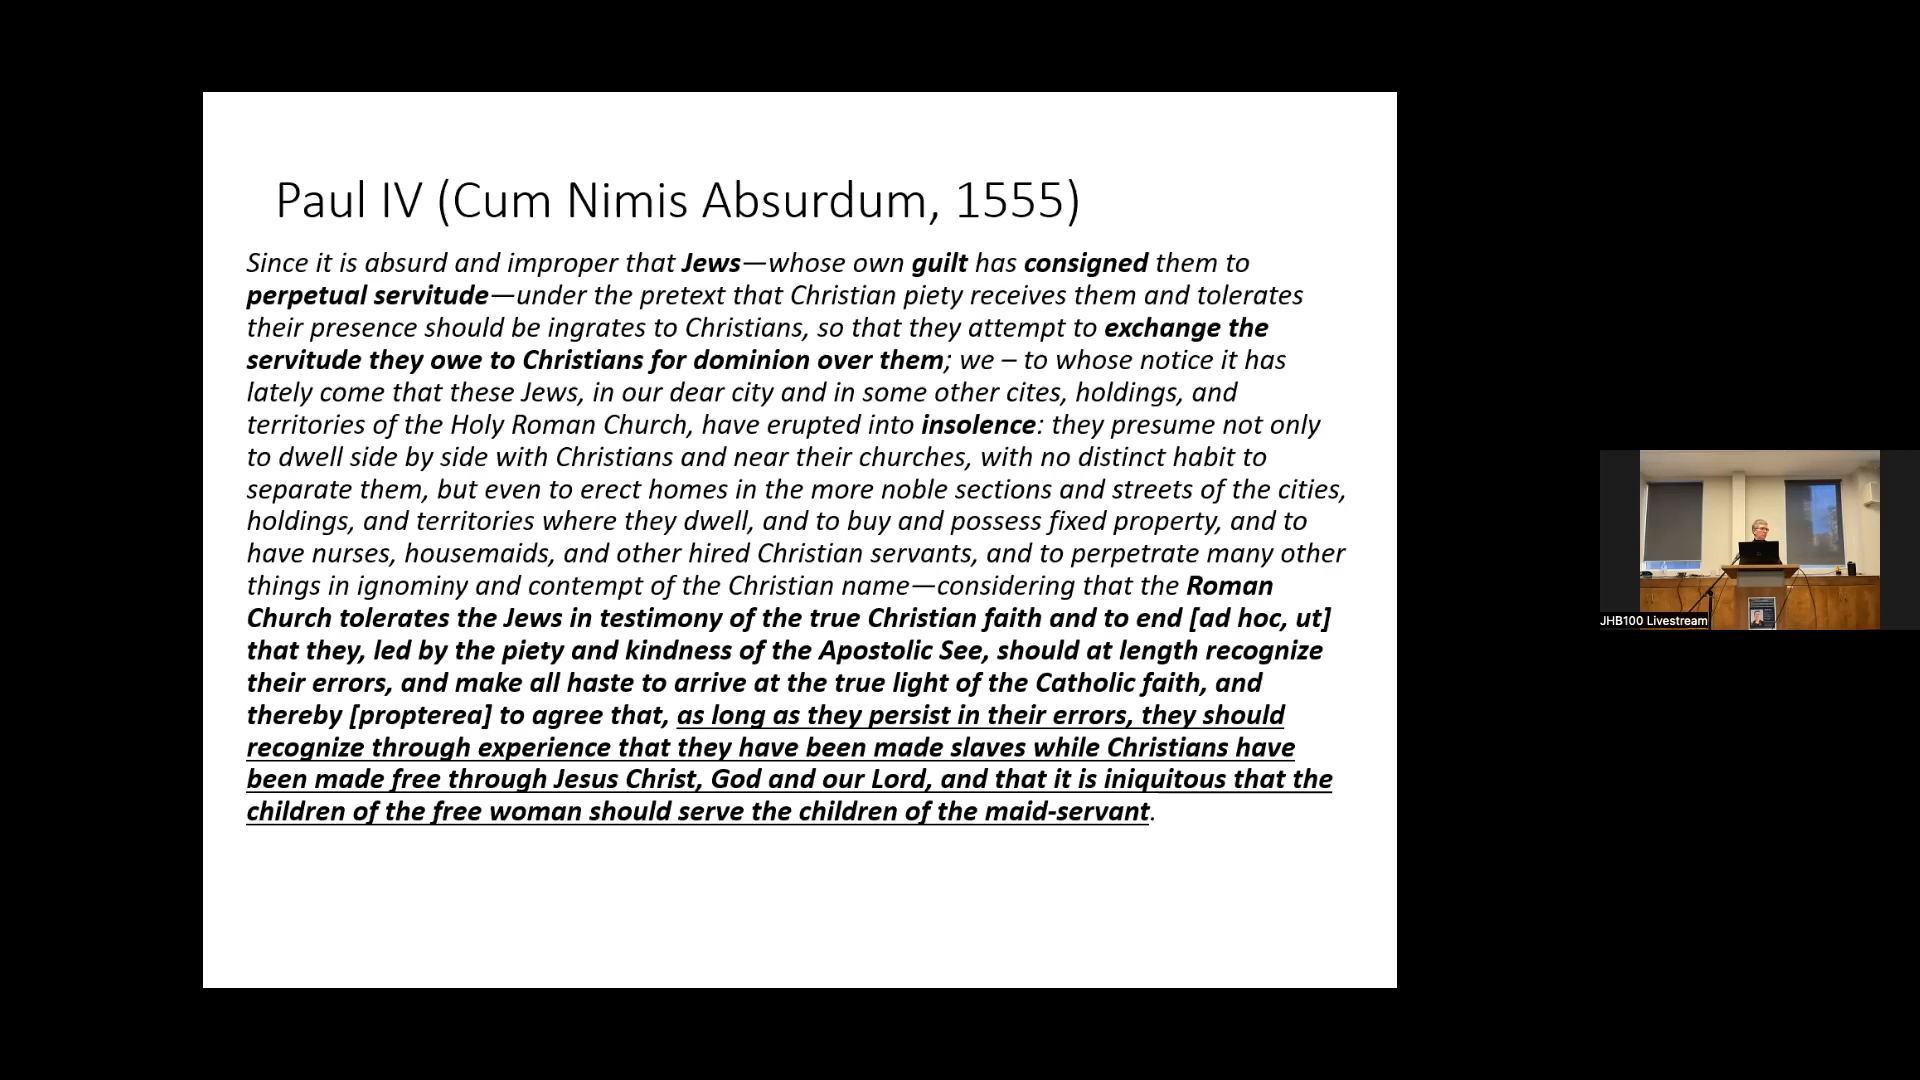 Paul IV (Cum Nimis Absurdum, 1555)
Since it is absurd and improper that Jews—whose own guilt has consigned them to
perpetual servitude—under the pretext that Christian piety receives them and tolerates
their presence should be ingrates to Christians, so that they attempt to exchange the
servitude they owe to Christians for dominion over them; we – to whose notice it has
lately come that these Jews, in our dear city and in some other cites, holdings, and
territories of the Holy Roman Church, have erupted into insolence: they presume not only
to dwell side by side with Christians and near their churches, with no distinct habit to
separate them, but even to erect homes in the more noble sections and streets of the cities,
holdings, and territories where they dwell, and to buy and possess fixed property, and to
have nurses, housemaids, and other hired Christian servants, and to perpetrate many other
things in ignominy and contempt of the Christian name—considering that the Roman
Church tolerates the Jews in testimony of the true Christian faith and to end [ad hoc, ut]
that they, led by the piety and kindness of the Apostolic See, should at length recognize
their errors, and make all haste to arrive at the true light of the Catholic faith, and
thereby [propterea] to agree that, as long as they persist in their errors, they should
recognize through experience that they have been made slaves while Christians have
been made free through Jesus Christ, God and our Lord, and that it is iniquitous that the
children of the free woman should serve the children of the maid-servant.
JHB100 Livestream